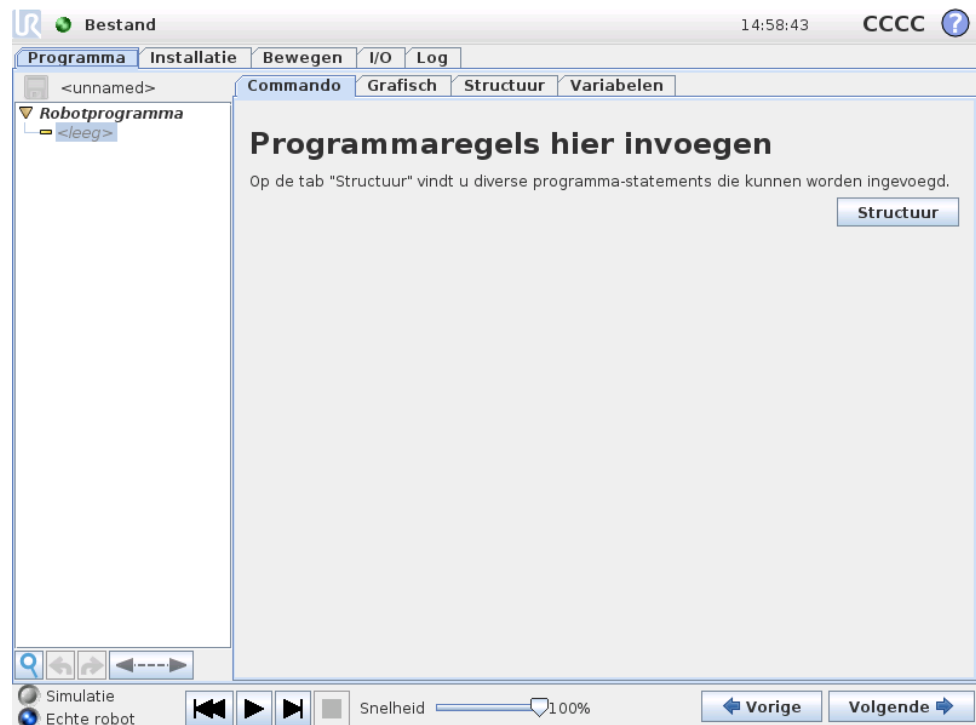 UR Bestand 14:58:43 CCCC ?
Programma Installatie Bewegen I/O Log
<unnamed>
Commando Grafisch Structuur Variabelen
Robotprogramma
<leeg>
Programmaregels hier invoegen
Op de tab "Structuur" vindt u diverse programma-statements die kunnen worden ingevoegd.
Structuur
Simulatie
Echte robot
Snelheid 100%
Vorige Volgende